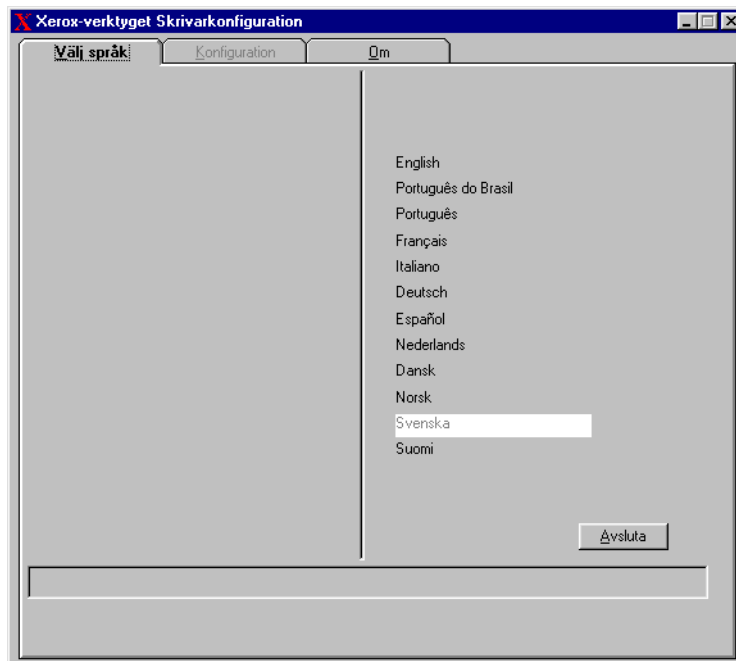 Xerox-verktyget Skrivarkonfiguration
Välj språk Konfiguration Om
English
Português do Brasil
Português
Français
Italiano
Deutsch
Español
Nederlands
Dansk
Norsk
Svenska
Suomi
Avsluta